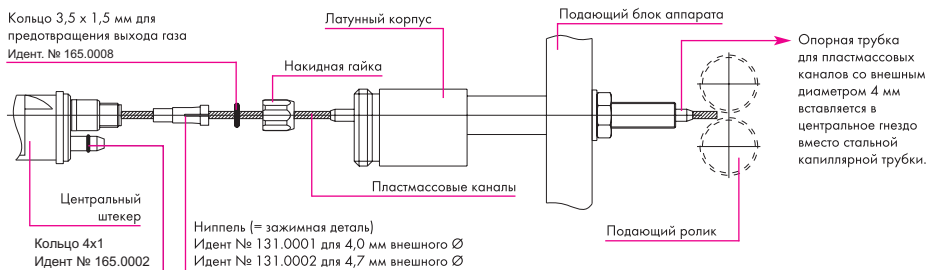 Кольцо 3,5 x 1,5 мм для
предотвращения выхода газа
Идент. № 165.0008
Накидная гайка
Латунный корпус
Подающий блок аппарата
Опорная трубка
для пластмассовых
каналов со внешным
диаметром 4 мм
вставляется в
центральное гнездо
вместо стальной
капиллярной трубки.
Пластмассовые каналы
Центральный
штекер
Кольцо 4x1
Идент № 165.0002
Ниппель (= зажимная деталь)
Идент № 131.0001 для 4,0 мм внешного Ø
Идент № 131.0002 для 4,7 мм внешного Ø
Подающий ролик